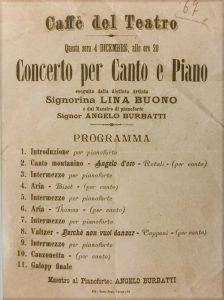 67
Caffè del Teatro
Questa sera 4 DICEMBRE, alle ore 20
Concerto per Canto e Piano
eseguito dalla distinta Artista
Signorina LINA BUONO
e dal Maestro di pianoforte
Signor ANGELO BURBATTI
PROGRAMMA
1. Introduzione per pianoforte
2. Canto montanino - Angelo d'oro - Rotoli - (per canto)
3. Intermezzo per pianoforte
4. Aria - Bizet - (per canto)
5. Intermezzo per pianoforte
6. Aria - Thomas - (per canto)
7. Intermezzo per pianoforte
8. Valtzer - Perchè non vuoi danzar - Cappani - (per canto)
9. Intermezzo per pianoforte
10. Canzonetta - (per canto)
11. Galopp finale
Maestro al Pianoforte: ANGELO BURBATTI